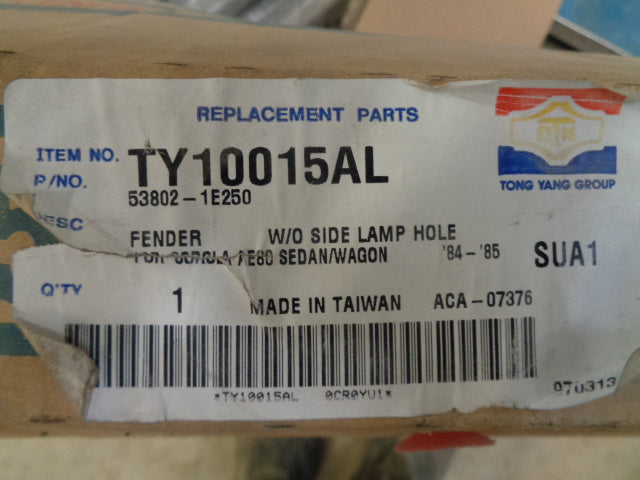 REPLACEMENT PARTS
ITEM NO. TY10015AL
P/NO. 53802-1E250
TONG YANG GROUP
FENDER W/O SIDE LAMP HOLE
AE80 SEDAN/WAGON '84-'85 SUA1
Q'TY 1 MADE IN TAIWAN ACA-07376
*TY10015AL 0CR0YU1* 970313